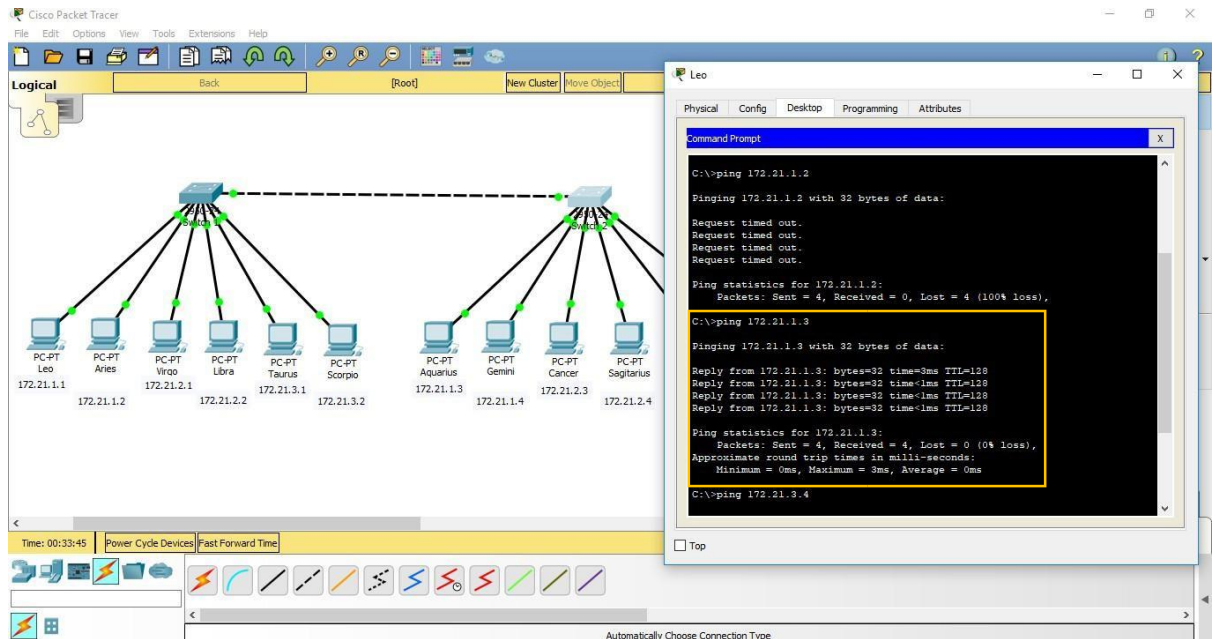 Cisco Packet Tracer
File Edit Options View Tools Extensions Help
Logical
Back
[Root]
New Cluster
Move Object
i
?
Switch 1
2950-24
Switch 2
PC-PT
Leo
172.21.1.1
PC-PT
Aries
172.21.1.2
PC-PT
Virgo
172.21.2.1
PC-PT
Libra
172.21.2.2
PC-PT
Taurus
172.21.3.1
PC-PT
Scorpio
172.21.3.2
PC-PT
Aquarius
172.21.1.3
PC-PT
Gemini
172.21.1.4
PC-PT
Cancer
172.21.2.3
PC-PT
Sagitarius
172.21.2.4
Leo
Physical Config Desktop Programming Attributes
Command Prompt
X
C:\>ping 172.21.1.2
Pinging 172.21.1.2 with 32 bytes of data:
Request timed out.
Request timed out.
Request timed out.
Request timed out.
Ping statistics for 172.21.1.2:
Packets: Sent = 4, Received = 0, Lost = 4 (100% loss),
C:\>ping 172.21.1.3
Pinging 172.21.1.3 with 32 bytes of data:
Reply from 172.21.1.3: bytes=32 time=3ms TTL=128
Reply from 172.21.1.3: bytes=32 time<1ms TTL=128
Reply from 172.21.1.3: bytes=32 time<1ms TTL=128
Reply from 172.21.1.3: bytes=32 time<1ms TTL=128
Ping statistics for 172.21.1.3:
Packets: Sent = 4, Received = 4, Lost = 0 (0% loss),
Approximate round trip times in milli-seconds:
Minimum = 0ms, Maximum = 3ms, Average = 0ms
C:\>ping 172.21.3.4
Top
Time: 00:33:45
Power Cycle Devices
Fast Forward Time
Automatically Choose Connection Type